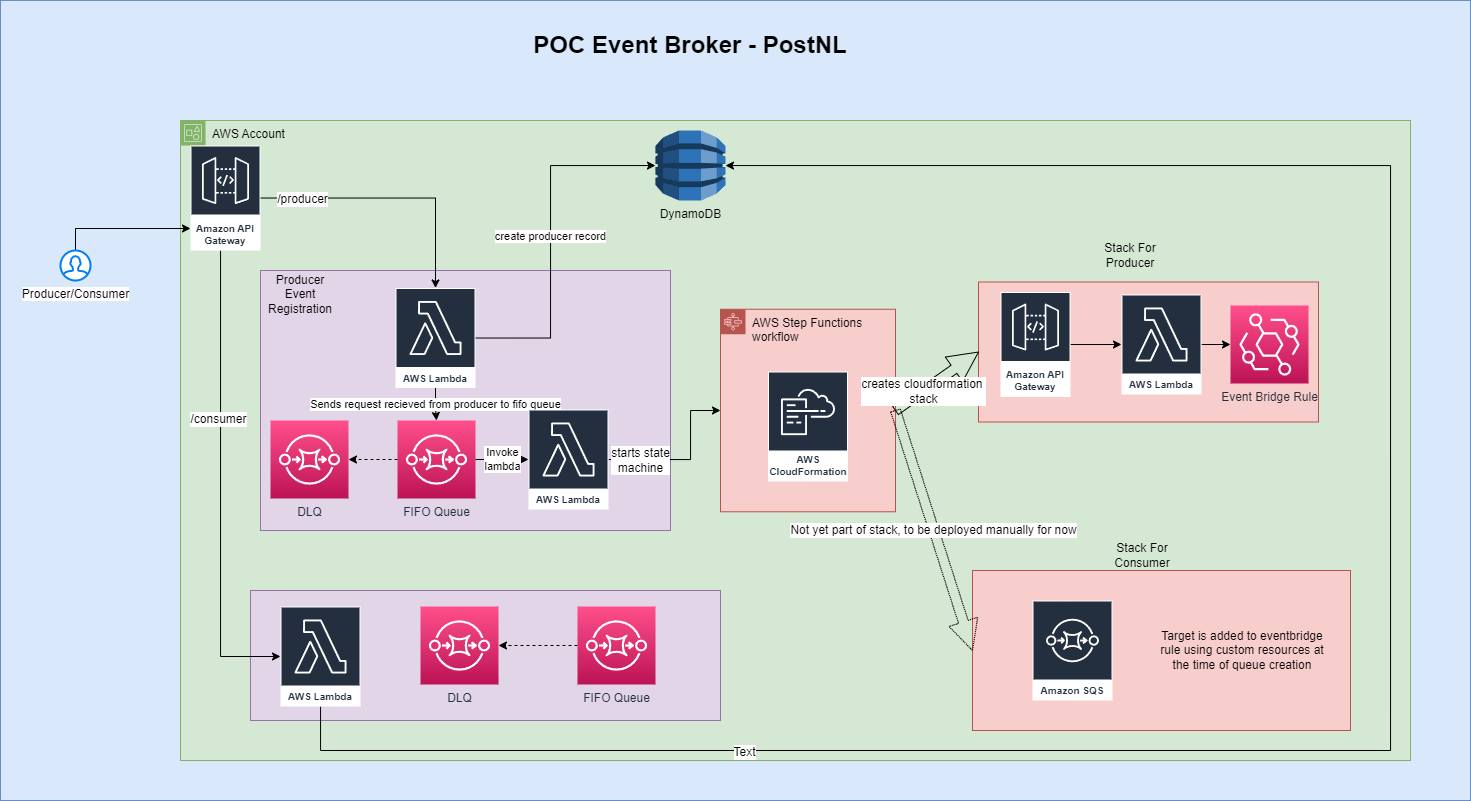 POC Event Broker - PostNL
AWS Account
Amazon API
Gateway
/producer
DynamoDB
create producer record
Producer/Consumer
Producer
Event
Registration
AWS Lambda
Sends request recieved from producer to fifo queue
/consumer
DLQ
FIFO Queue
Invoke
lambda
AWS Lambda
starts state
machine
AWS Step Functions
workflow
AWS
CloudFormation
creates cloudformation
stack
Stack For
Producer
Amazon API
Gateway
AWS Lambda
Event Bridge Rule
Not yet part of stack, to be deployed manually for now
Stack For
Consumer
Amazon SQS
Target is added to eventbridge
rule using custom resources at
the time of queue creation
AWS Lambda
DLQ
FIFO Queue
Text